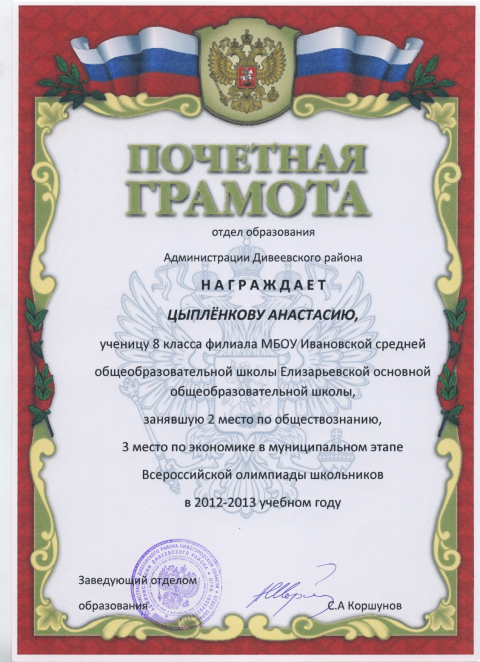 ПОЧЕТНАЯ
ГРАМОТА
отдел образования
Администрации Дивеевского района
НАГРАЖДАЕТ
ЦЫПЛЁНКОВУ АНАСТАСИЮ,
ученицу 8 класса филиала МБОУ Ивановской средней
общеобразовательной школы Елизарьевской основной
общеобразовательной школы,
занявшую 2 место по обществознанию,
3 место по экономике в муниципальном этапе
Всероссийской олимпиады школьников
в 2012-2013 учебном году
Заведующий отделом
образования
С.А Коршунов